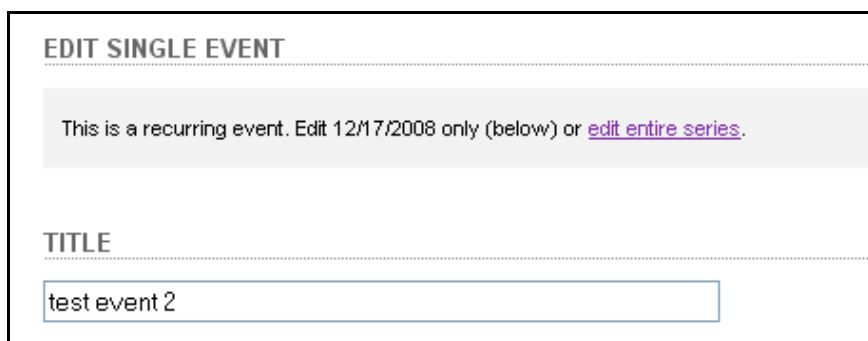 EDIT SINGLE EVENT
This is a recurring event. Edit 12/17/2008 only (below) or edit entire series.
TITLE
test event 2